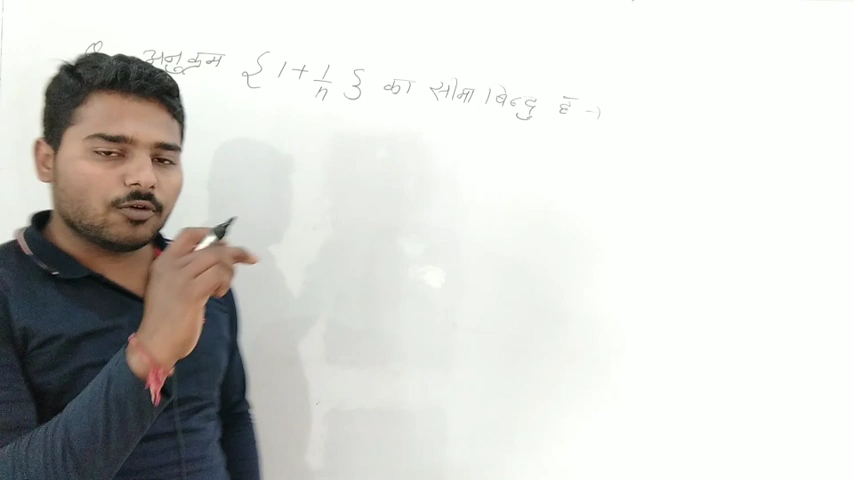 Q. अनुक्रम { 1 + 1/n } का सीमा बिन्दु है -